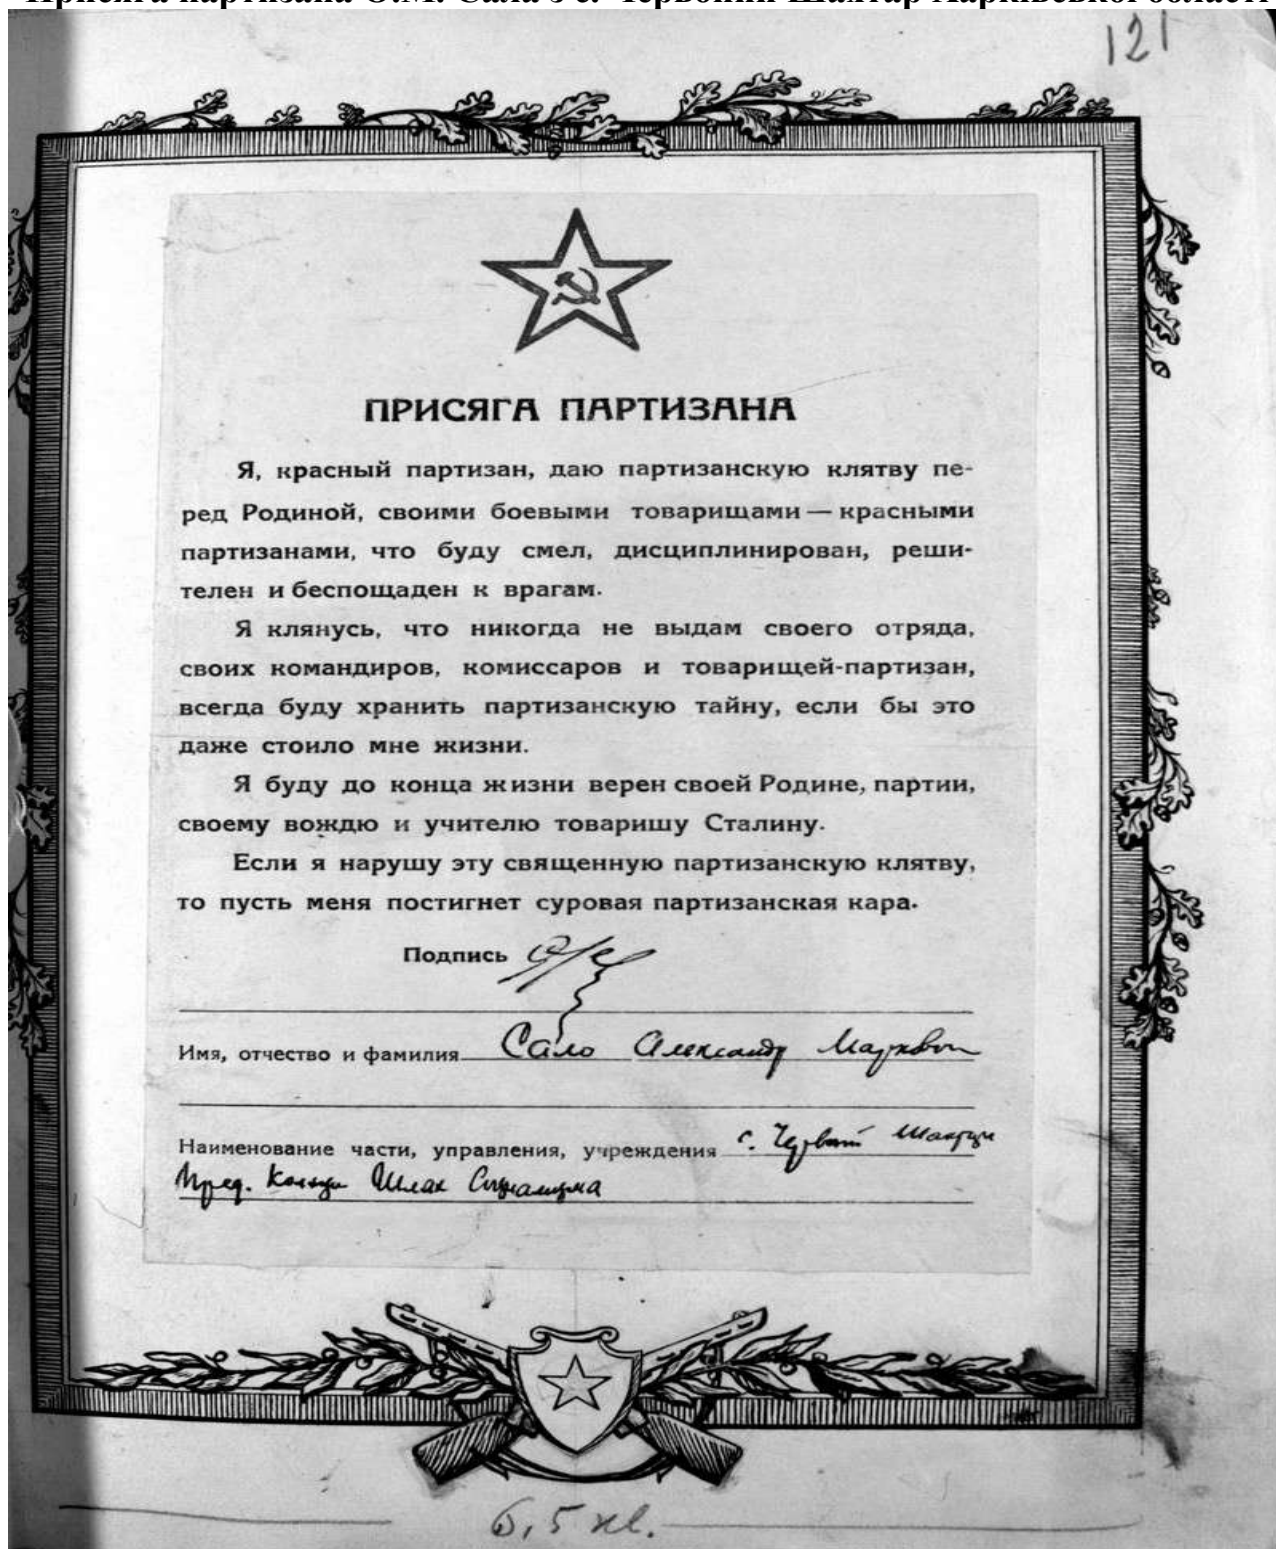 Присяга партизана О.М. Сала з с. Червоний Шахтар Харківської області
121
ПРИСЯГА ПАРТИЗАНА
Я, красный партизан, даю партизанскую клятву пе-
ред Родиной, своими боевыми товарищами — красными
партизанами, что буду смел, дисциплинирован, реши-
телен и беспощаден к врагам.
Я клянусь, что никогда не выдам своего отряда,
своих командиров, комиссаров и товарищей-партизан,
всегда буду хранить партизанскую тайну, если бы это
даже стоило мне жизни.
Я буду до конца жизни верен своей Родине, партии,
своему вождю и учителю товаришу Сталину.
Если я нарушу эту священную партизанскую клятву,
то пусть меня постигнет суровая партизанская кара.
Подпись
Имя, отчество и фамилия Сало Александр Маркович
Наименование части, управления, учреждения с. Червоний Шахтар
Пред. Шлях Социализма